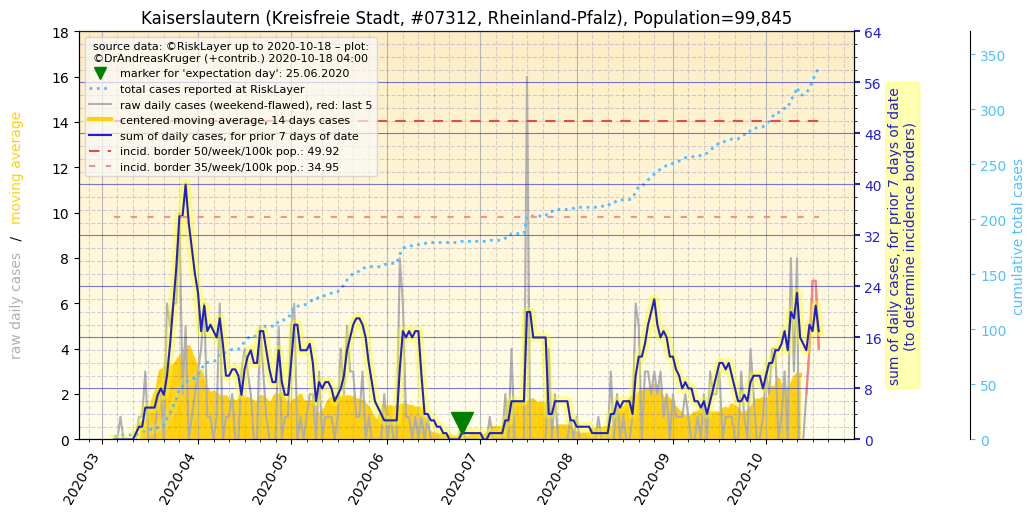 Kaiserslautern (Kreisfreie Stadt, #07312, Rheinland-Pfalz), Population=99,845
source data: ©RiskLayer up to 2020-10-18 – plot:
©DrAndreasKruger (+contrib.) 2020-10-18 04:00
marker for 'expectation day': 25.06.2020
total cases reported at RiskLayer
raw daily cases (weekend-flawed), red: last 5
centered moving average, 14 days cases
sum of daily cases, for prior 7 days of date
incid. border 50/week/100k pop.: 49.92
incid. border 35/week/100k pop.: 34.95
raw daily cases / moving average
18
16
14
12
10
8
6
4
2
0
2020-03
2020-04
2020-05
2020-06
2020-07
2020-08
2020-09
2020-10
64
56
48
40
32
24
16
8
0
sum of daily cases, for prior 7 days of date
(to determine incidence borders)
350
300
250
200
150
100
50
0
cumulative total cases